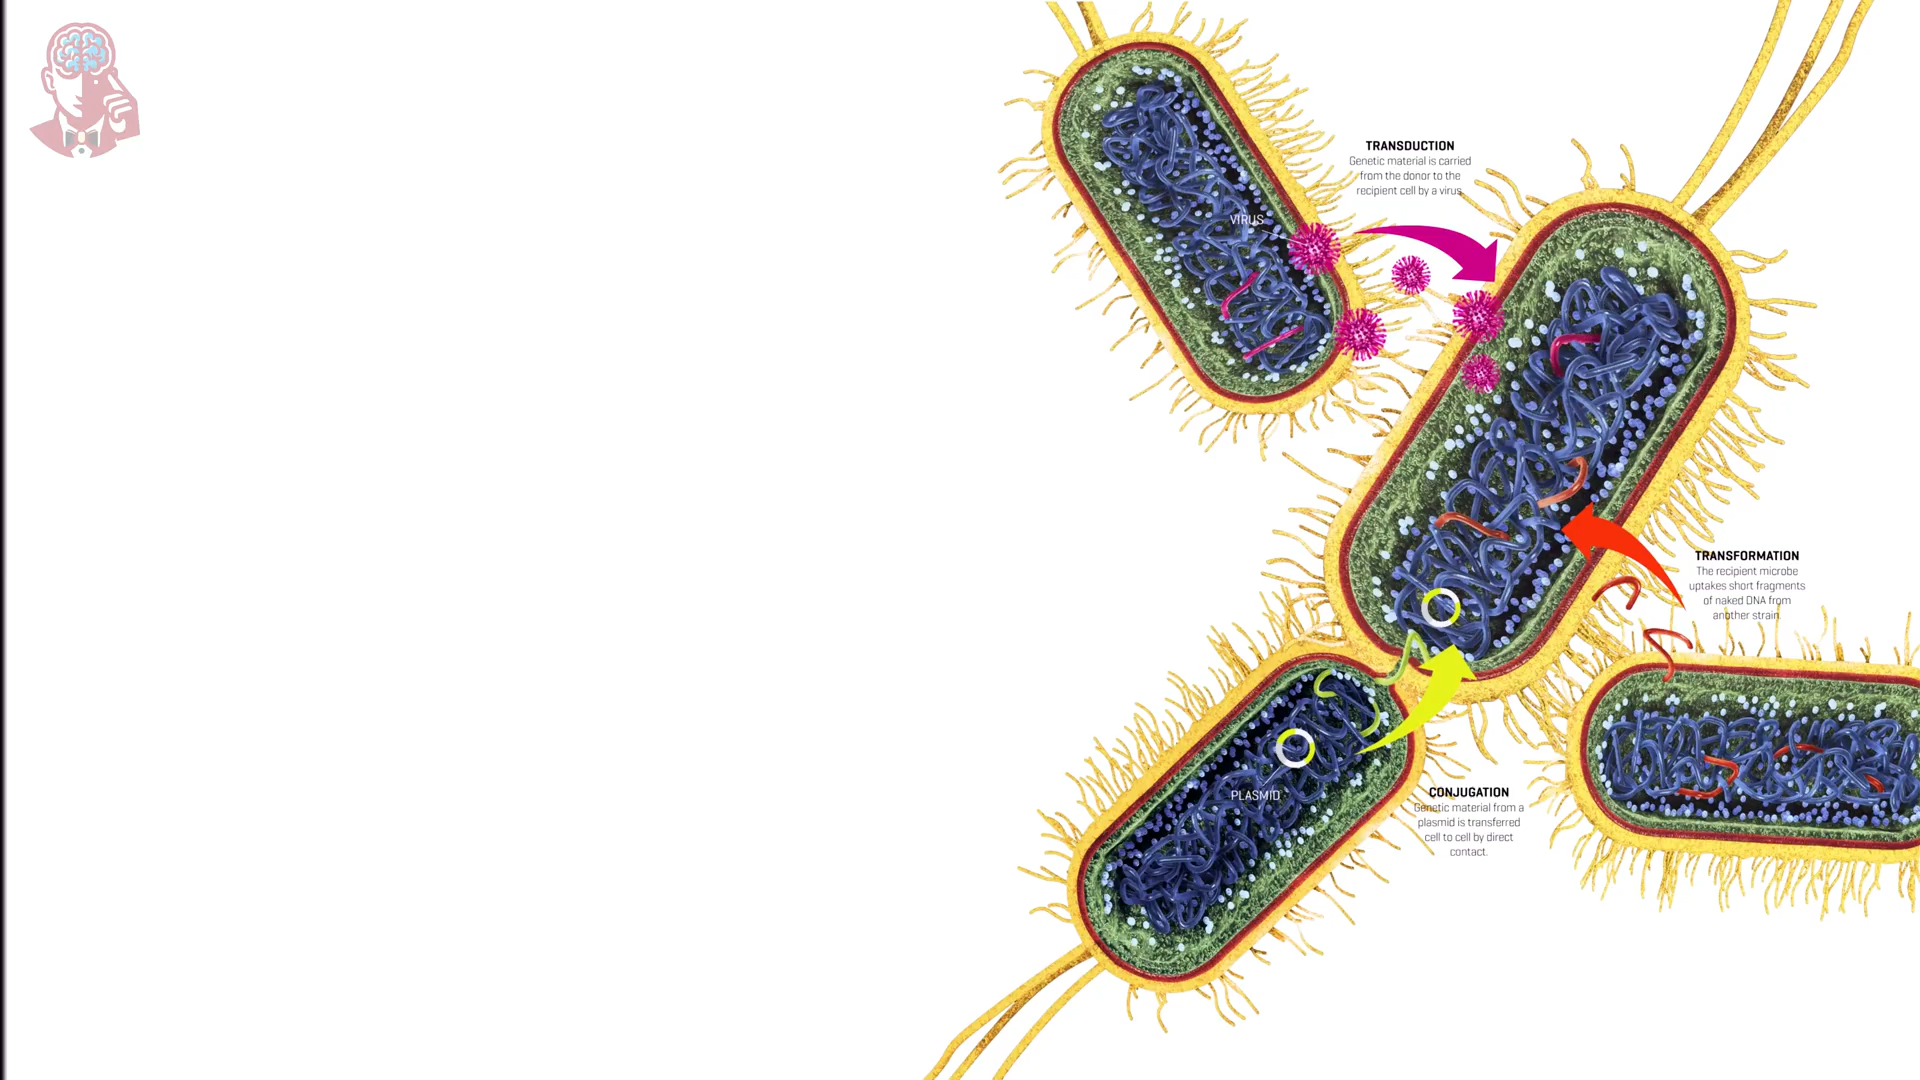 TRANSDUCTION
Genetic material is carried
from the donor to the
recipient cell by a virus.
VIRUS
TRANSFORMATION
The recipient microbe
uptakes short fragments
of naked DNA from
another strain.
PLASMID
CONJUGATION
Genetic material from a
plasmid is transferred
cell to cell by direct
contact.